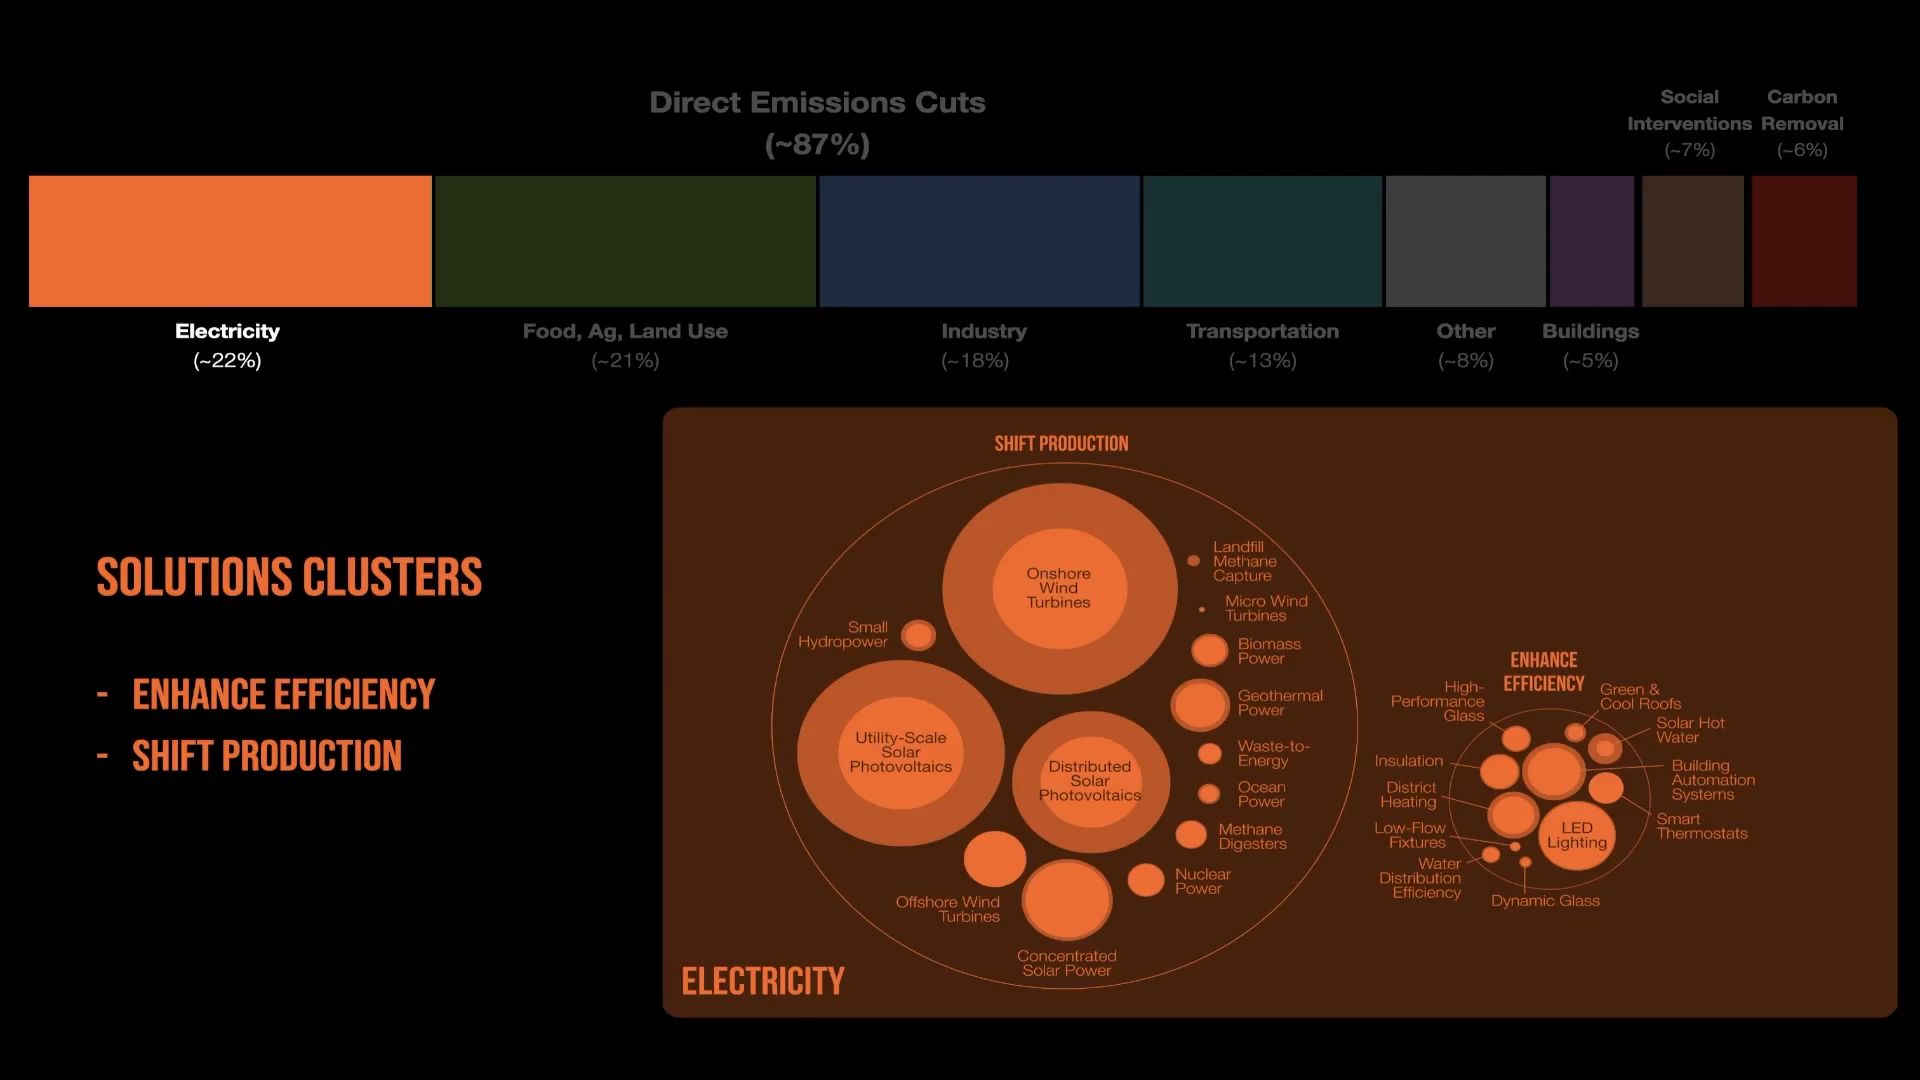 Direct Emissions Cuts
(~87%)
Social
Interventions
(~7%)
Carbon
Removal
(~6%)
Electricity
(~22%)
Food, Ag, Land Use
(~21%)
Industry
(~18%)
Transportation
(~13%)
Other
(~8%)
Buildings
(~5%)
SOLUTIONS CLUSTERS
- ENHANCE EFFICIENCY
- SHIFT PRODUCTION
SHIFT PRODUCTION
Onshore
Wind
Turbines
Landfill
Methane
Capture
Micro Wind
Turbines
Small
Hydropower
Biomass
Power
Geothermal
Power
Utility-Scale
Solar
Photovoltaics
Distributed
Solar
Photovoltaics
Waste-to-
Energy
Ocean
Power
Methane
Digesters
Nuclear
Power
Offshore Wind
Turbines
Concentrated
Solar Power
ENHANCE
EFFICIENCY
High-
Performance
Glass
Green &
Cool Roofs
Solar Hot
Water
Insulation
Building
Automation
Systems
District
Heating
Smart
Thermostats
Low-Flow
Fixtures
LED
Lighting
Water
Distribution
Efficiency
Dynamic Glass
ELECTRICITY